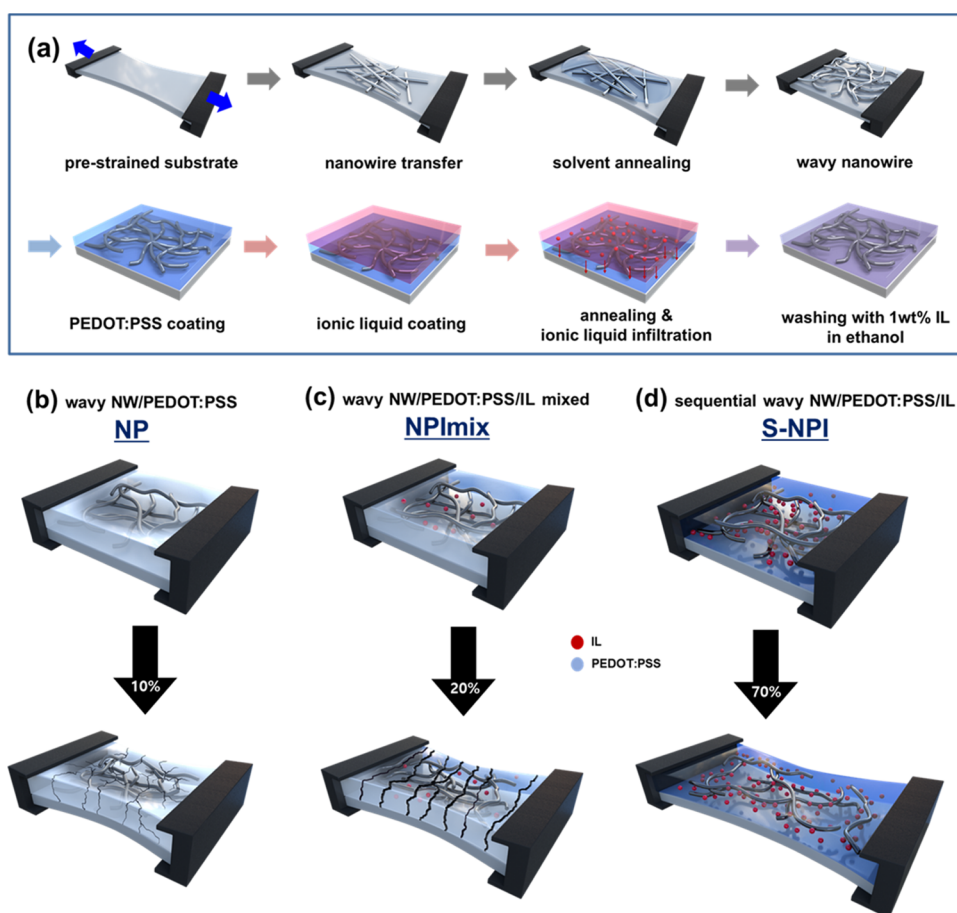 (a)
pre-strained substrate
nanowire transfer
solvent annealing
wavy nanowire
PEDOT:PSS coating
ionic liquid coating
annealing &
ionic liquid infiltration
washing with 1wt% IL
in ethanol
(b) wavy NW/PEDOT:PSS
NP
(c) wavy NW/PEDOT:PSS/IL mixed
NPImix
(d) sequential wavy NW/PEDOT:PSS/IL
S-NPI
10%
20%
IL
PEDOT:PSS
70%